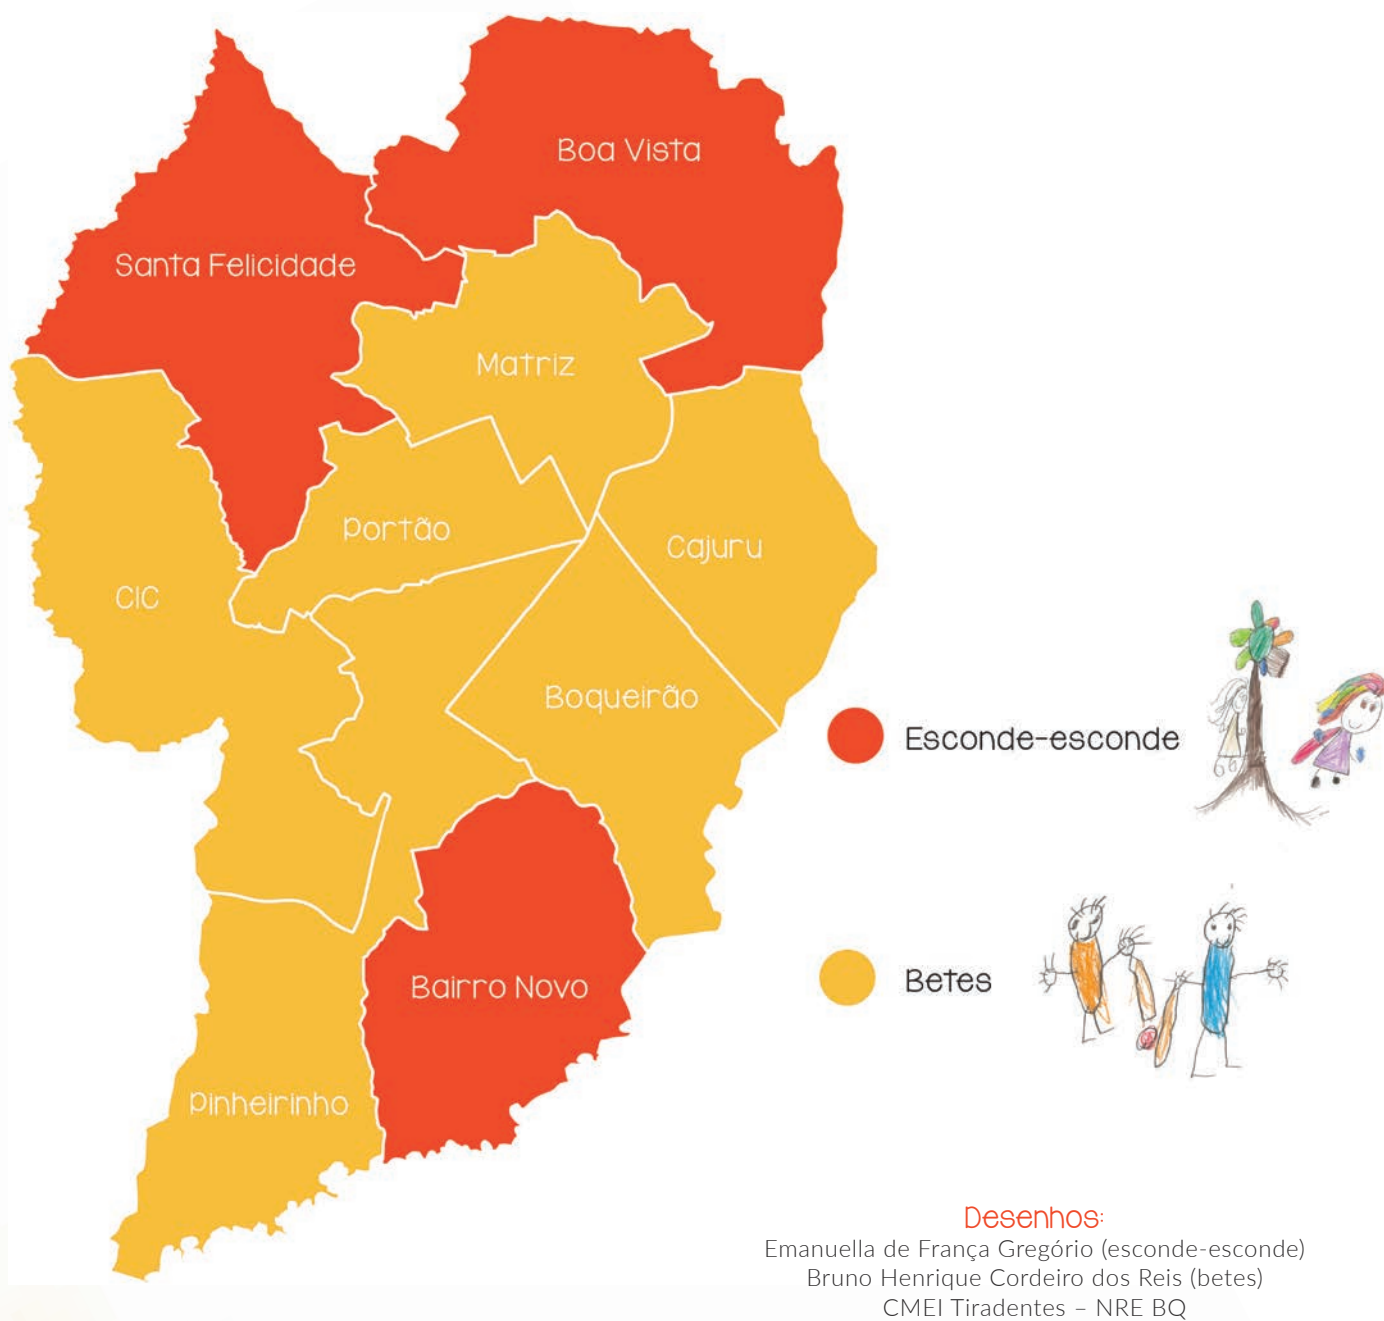 Boa Vista
Santa Felicidade
Matriz
Portão
Cajuru
CIC
Boqueirão
Esconde-esconde
Betes
Bairro Novo
Pinheirinho
Desenhos:
Emanuella de França Gregório (esconde-esconde)
Bruno Henrique Cordeiro dos Reis (betes)
CMEI Tiradentes – NRE BQ